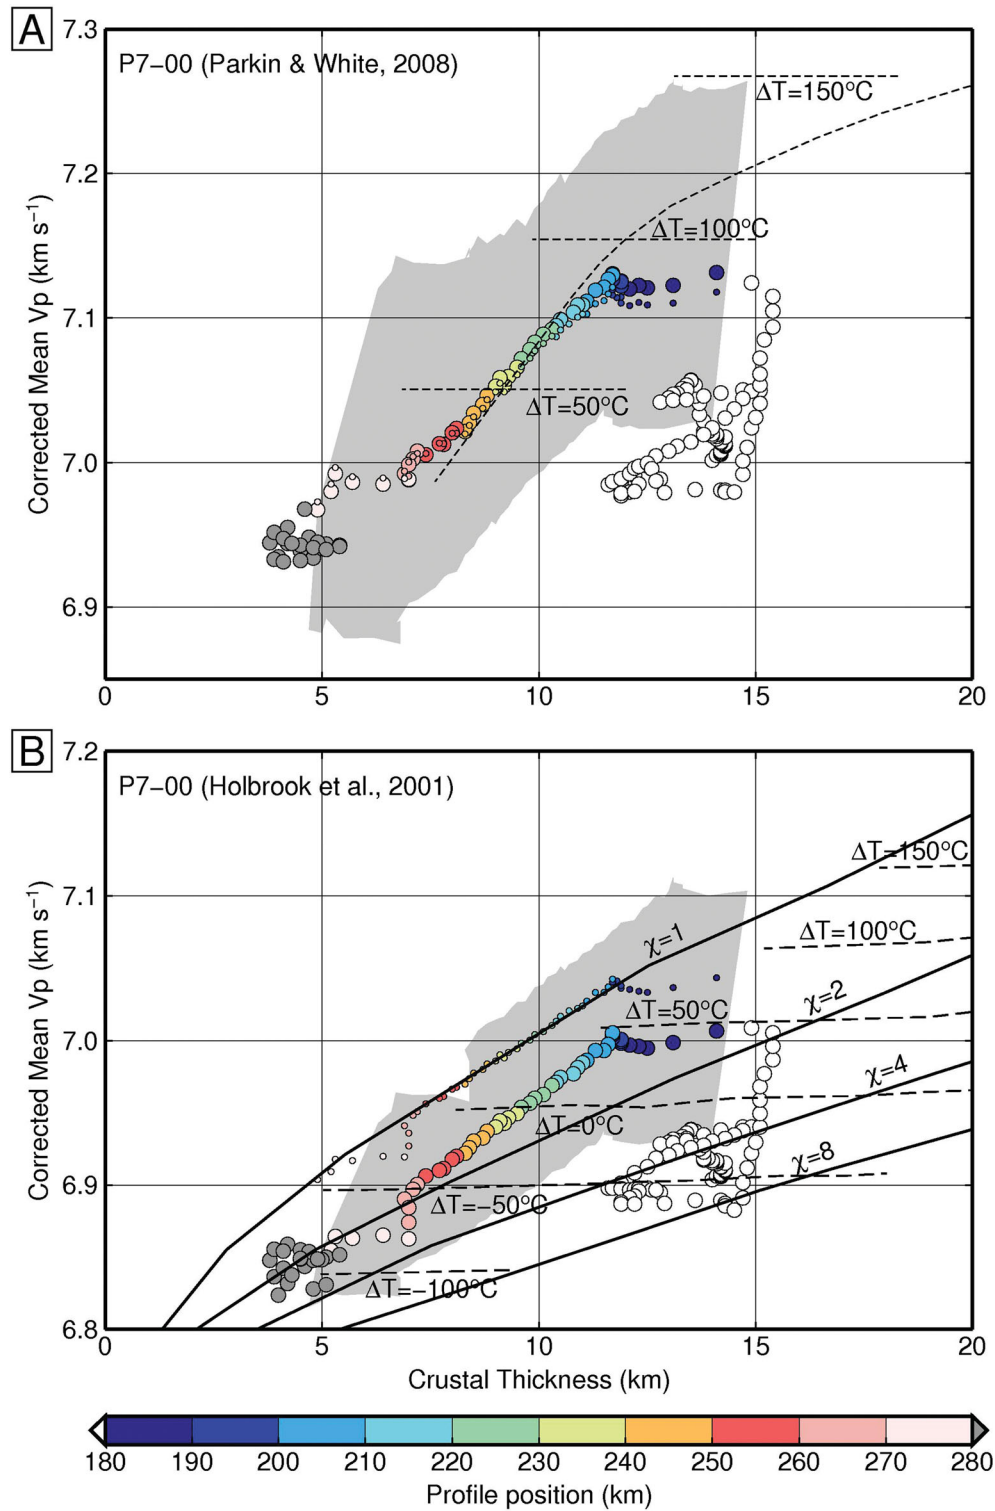 A
P7–00 (Parkin & White, 2008)
Corrected Mean Vp (km s⁻¹)
7.3
7.2
7.1
7.0
6.9
ΔT=150°C
ΔT=100°C
ΔT=50°C
0 5 10 15 20
B
P7–00 (Holbrook et al., 2001)
Corrected Mean Vp (km s⁻¹)
7.2
7.1
7.0
6.9
6.8
ΔT=150°C
χ=1
ΔT=100°C
χ=2
ΔT=50°C
χ=4
ΔT=0°C
χ=8
ΔT=−50°C
ΔT=−100°C
0 5 10 15 20
Crustal Thickness (km)
180 190 200 210 220 230 240 250 260 270 280
Profile position (km)